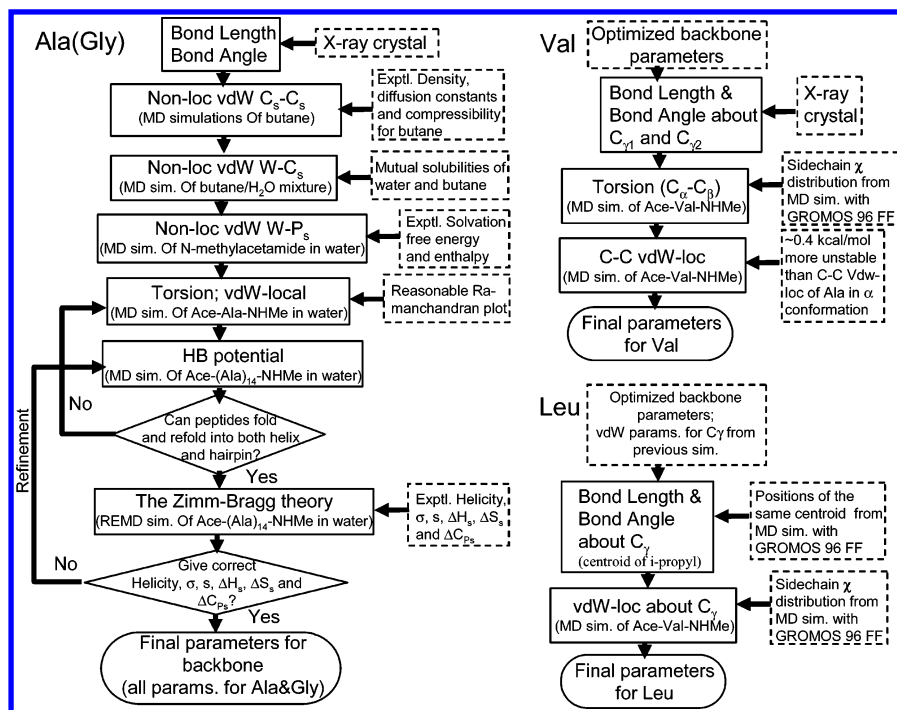 Ala(Gly)
Bond Length
Bond Angle
X-ray crystal
Non-loc vdW Cₛ-Cₛ
(MD simulations Of butane)
Exptl. Density,
diffusion constants
and compressibility
for butane
Non-loc vdW W-Cₛ
(MD sim. Of butane/H₂O mixture)
Mutual solubilities of
water and butane
Non-loc vdW W-Pₛ
(MD sim. Of N-methylacetamide in water)
Exptl. Solvation
free energy
and enthalpy
Torsion; vdW-local
(MD sim. Of Ace-Ala-NHMe in water)
Reasonable Ra-
manchandran plot
HB potential
(MD sim. Of Ace-(Ala)₁₄-NHMe in water)
Refinement
No
Can peptides fold
and refold into both helix
and hairpin?
Yes
The Zimm-Bragg theory
(REMD sim. Of Ace-(Ala)₁₄-NHMe in water)
Exptl. Helicity,
σ, s, ΔHₛ, ΔSₛ
and ΔC_Ps
No
Give correct
Helicity, σ, s, ΔHₛ, ΔSₛ and
ΔC_Ps?
Yes
Final parameters for
backbone
(all params. for Ala&Gly)
Val
Optimized backbone
parameters
Bond Length &
Bond Angle about
C_γ1 and C_γ2
X-ray
crystal
Torsion (C_α-C_β)
(MD sim. of Ace-Val-NHMe)
Sidechain χ
distribution from
MD sim. with
GROMOS 96 FF
C-C vdW-loc
(MD sim. of Ace-Val-NHMe)
~0.4 kcal/mol
more unstable
than C-C Vdw-
loc of Ala in α
conformation
Final parameters
for Val
Leu
Optimized backbone
parameters;
vdW params. for Cγ from
previous sim.
Bond Length &
Bond Angle
about C_γ
(centroid of i-propyl)
Positions of the
same centroid from
MD sim. with
GROMOS 96 FF
vdW-loc about C_γ
(MD sim. of Ace-Val-NHMe)
Sidechain χ
distribution from
MD sim. with
GROMOS 96 FF
Final parameters
for Leu